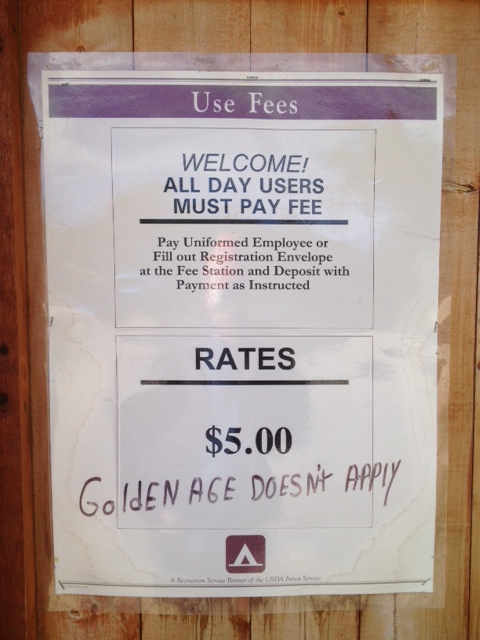 Use Fees
WELCOME!
ALL DAY USERS
MUST PAY FEE
Pay Uniformed Employee or
Fill out Registration Envelope
at the Fee Station and Deposit with
Payment as Instructed
RATES
$5.00
GoldEN AGE DOESN't APPlY
A Recreation Service Partner of the USDA Forest Service